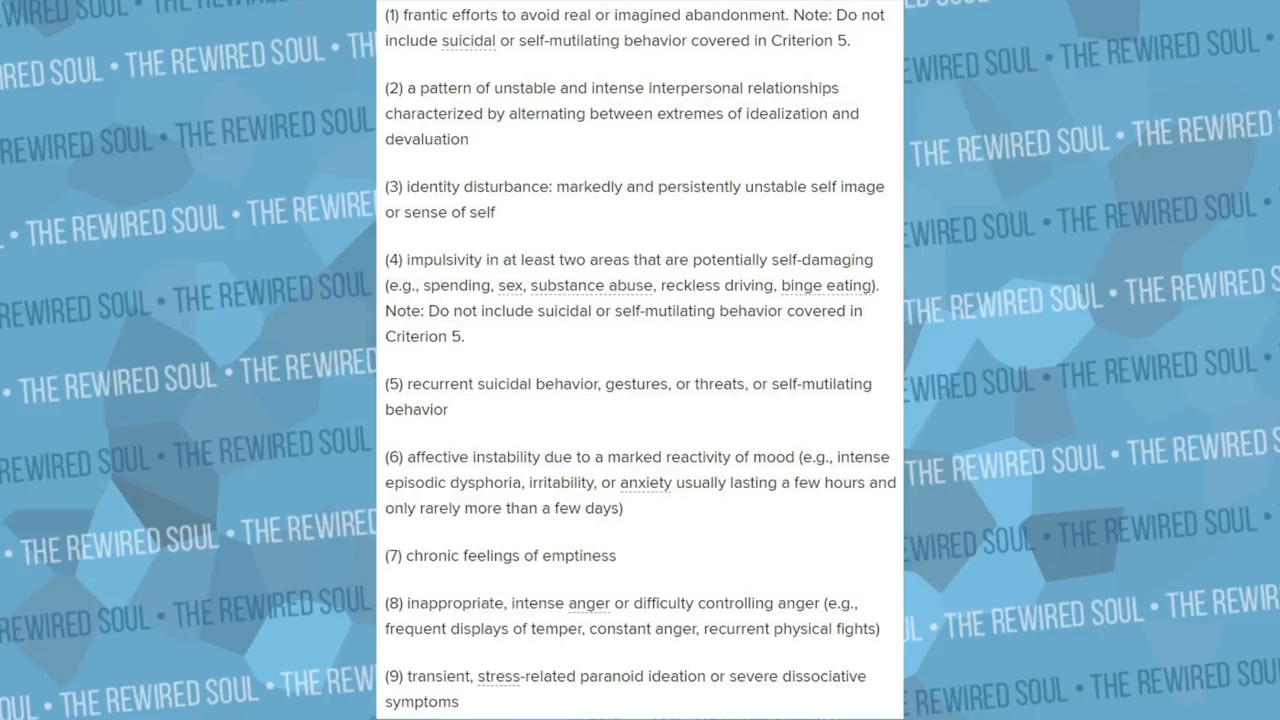 (1) frantic efforts to avoid real or imagined abandonment. Note: Do not
include suicidal or self-mutilating behavior covered in Criterion 5.
(2) a pattern of unstable and intense interpersonal relationships
characterized by alternating between extremes of idealization and
devaluation
(3) identity disturbance: markedly and persistently unstable self image
or sense of self
(4) impulsivity in at least two areas that are potentially self-damaging
(e.g., spending, sex, substance abuse, reckless driving, binge eating).
Note: Do not include suicidal or self-mutilating behavior covered in
Criterion 5.
(5) recurrent suicidal behavior, gestures, or threats, or self-mutilating
behavior
(6) affective instability due to a marked reactivity of mood (e.g., intense
episodic dysphoria, irritability, or anxiety usually lasting a few hours and
only rarely more than a few days)
(7) chronic feelings of emptiness
(8) inappropriate, intense anger or difficulty controlling anger (e.g.,
frequent displays of temper, constant anger, recurrent physical fights)
(9) transient, stress-related paranoid ideation or severe dissociative
symptoms
THE REWIRED SOUL • THE REWIRED SOUL